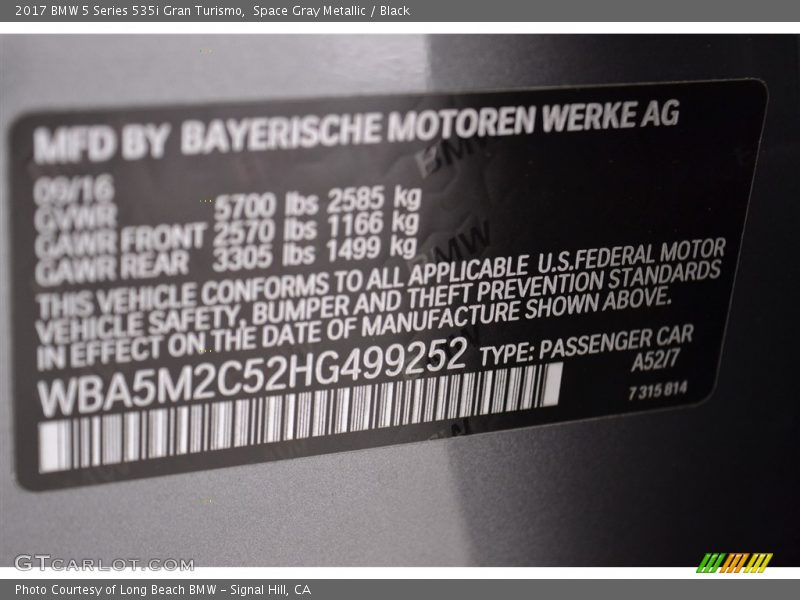 2017 BMW 5 Series 535i Gran Turismo, Space Gray Metallic / Black
MFD BY BAYERISCHE MOTOREN WERKE AG
09/16
GVWR 5700 lbs 2585 kg
GAWR FRONT 2570 lbs 1166 kg
GAWR REAR 3305 lbs 1499 kg
THIS VEHICLE CONFORMS TO ALL APPLICABLE U.S.FEDERAL MOTOR
VEHICLE SAFETY, BUMPER AND THEFT PREVENTION STANDARDS
IN EFFECT ON THE DATE OF MANUFACTURE SHOWN ABOVE.
WBA5M2C52HG499252 TYPE: PASSENGER CAR
A52/7
7 315 814
GTCARLOT.COM
Photo Courtesy of Long Beach BMW - Signal Hill, CA